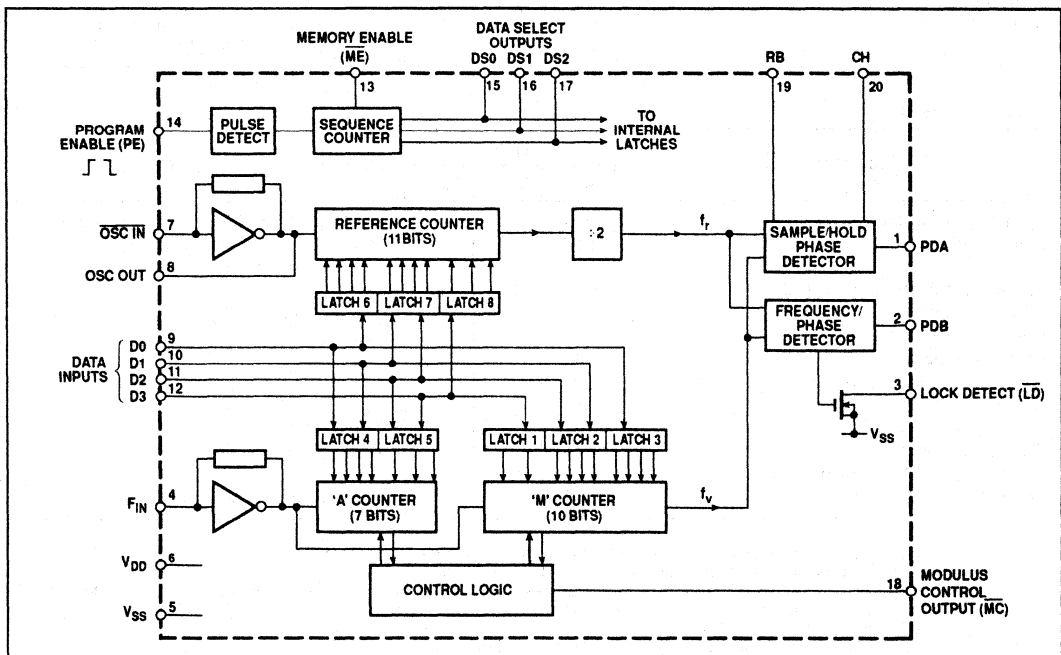 MEMORY ENABLE
(ME)
DATA SELECT
OUTPUTS
DS0 DS1 DS2
RB
CH
13
15
16
17
19
20
PROGRAM
ENABLE (PE)
14
PULSE
DETECT
SEQUENCE
COUNTER
TO
INTERNAL
LATCHES
OSC IN
7
OSC OUT
8
REFERENCE COUNTER
(11BITS)
÷2
fr
SAMPLE/HOLD
PHASE
DETECTOR
1
PDA
LATCH 6
LATCH 7
LATCH 8
FREQUENCY/
PHASE
DETECTOR
2
PDB
DATA
INPUTS
D0
9
D1
10
D2
11
D3
12
3
LOCK DETECT (LD)
VSS
LATCH 4
LATCH 5
LATCH 1
LATCH 2
LATCH 3
FIN
4
'A' COUNTER
(7 BITS)
'M' COUNTER
(10 BITS)
fv
VDD
6
CONTROL LOGIC
18
MODULUS
CONTROL
OUTPUT (MC)
VSS
5